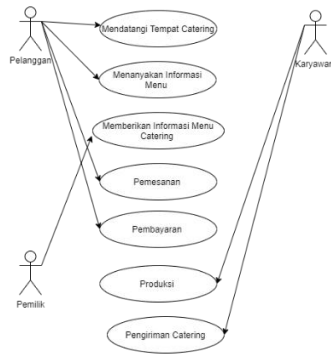 Mendatangi Tempat Catering
Pelanggan
Karyawan
Menanyakan Informasi
Menu
Memberikan Informasi Menu
Catering
Pemesanan
Pembayaran
Produksi
Pemilik
Pengiriman Catering